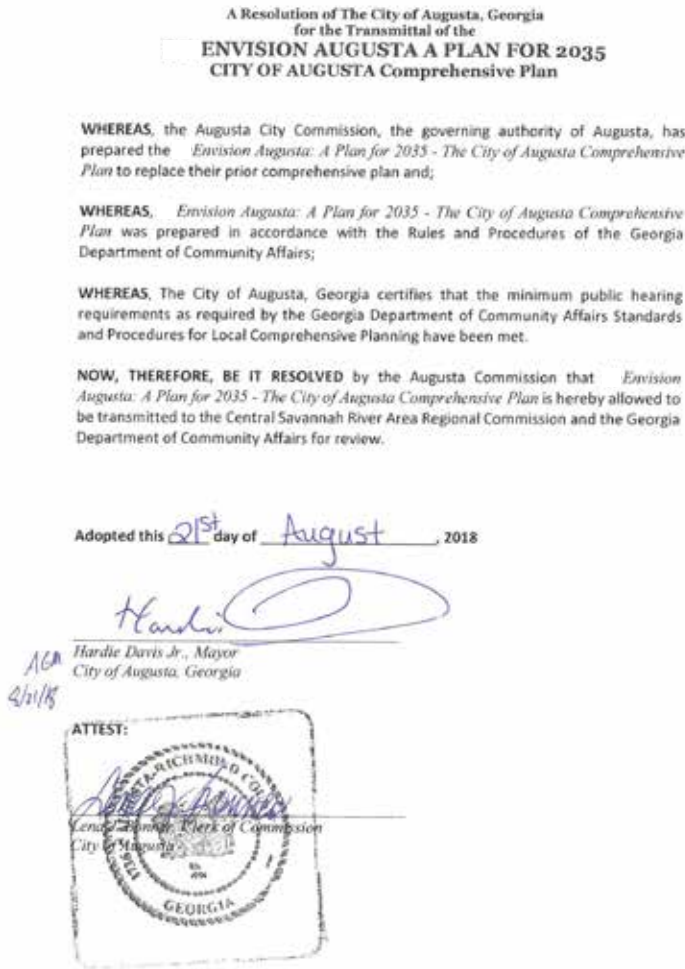 A Resolution of The City of Augusta, Georgia
for the Transmittal of the
ENVISION AUGUSTA A PLAN FOR 2035
CITY OF AUGUSTA Comprehensive Plan
WHEREAS, the Augusta City Commission, the governing authority of Augusta, has
prepared the Envision Augusta: A Plan for 2035 - The City of Augusta Comprehensive
Plan to replace their prior comprehensive plan and;
WHEREAS, Envision Augusta: A Plan for 2035 - The City of Augusta Comprehensive
Plan was prepared in accordance with the Rules and Procedures of the Georgia
Department of Community Affairs;
WHEREAS, The City of Augusta, Georgia certifies that the minimum public hearing
requirements as required by the Georgia Department of Community Affairs Standards
and Procedures for Local Comprehensive Planning have been met.
NOW, THEREFORE, BE IT RESOLVED by the Augusta Commission that Envision
Augusta: A Plan for 2035 - The City of Augusta Comprehensive Plan is hereby allowed to
be transmitted to the Central Savannah River Area Regional Commission and the Georgia
Department of Community Affairs for review.
Adopted this 21st day of August, 2018
Hardie
Hardie Davis Jr., Mayor
City of Augusta, Georgia
8/21/18
ATTEST:
Lena J. Bonner, Clerk of Commission
City of Augusta
GEORGIA